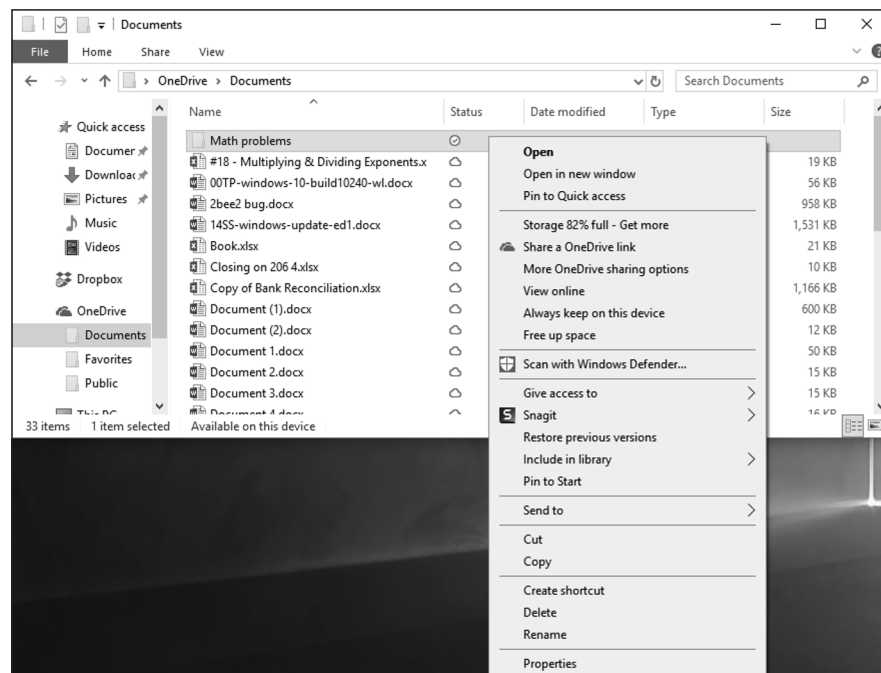 Documents
File Home Share View
OneDrive > Documents
Search Documents
Name Status Date modified Type Size
Quick access
Documer
Downloac
Pictures
Music
Videos
Dropbox
OneDrive
Documents
Favorites
Public
Math problems
#18 - Multiplying & Dividing Exponents.x 19 KB
00TP-windows-10-build10240-wl.docx 56 KB
2bee2 bug.docx 958 KB
14SS-windows-update-ed1.docx 1,531 KB
Book.xlsx 21 KB
Closing on 206 4.xlsx 10 KB
Copy of Bank Reconciliation.xlsx 1,166 KB
Document (1).docx 600 KB
Document (2).docx 12 KB
Document 1.docx 50 KB
Document 2.docx 15 KB
Document 3.docx 15 KB
Document 4.docx 16 KB
33 items 1 item selected Available on this device
Open
Open in new window
Pin to Quick access
Storage 82% full - Get more
Share a OneDrive link
More OneDrive sharing options
View online
Always keep on this device
Free up space
Scan with Windows Defender...
Give access to
S Snagit
Restore previous versions
Include in library
Pin to Start
Send to
Cut
Copy
Create shortcut
Delete
Rename
Properties